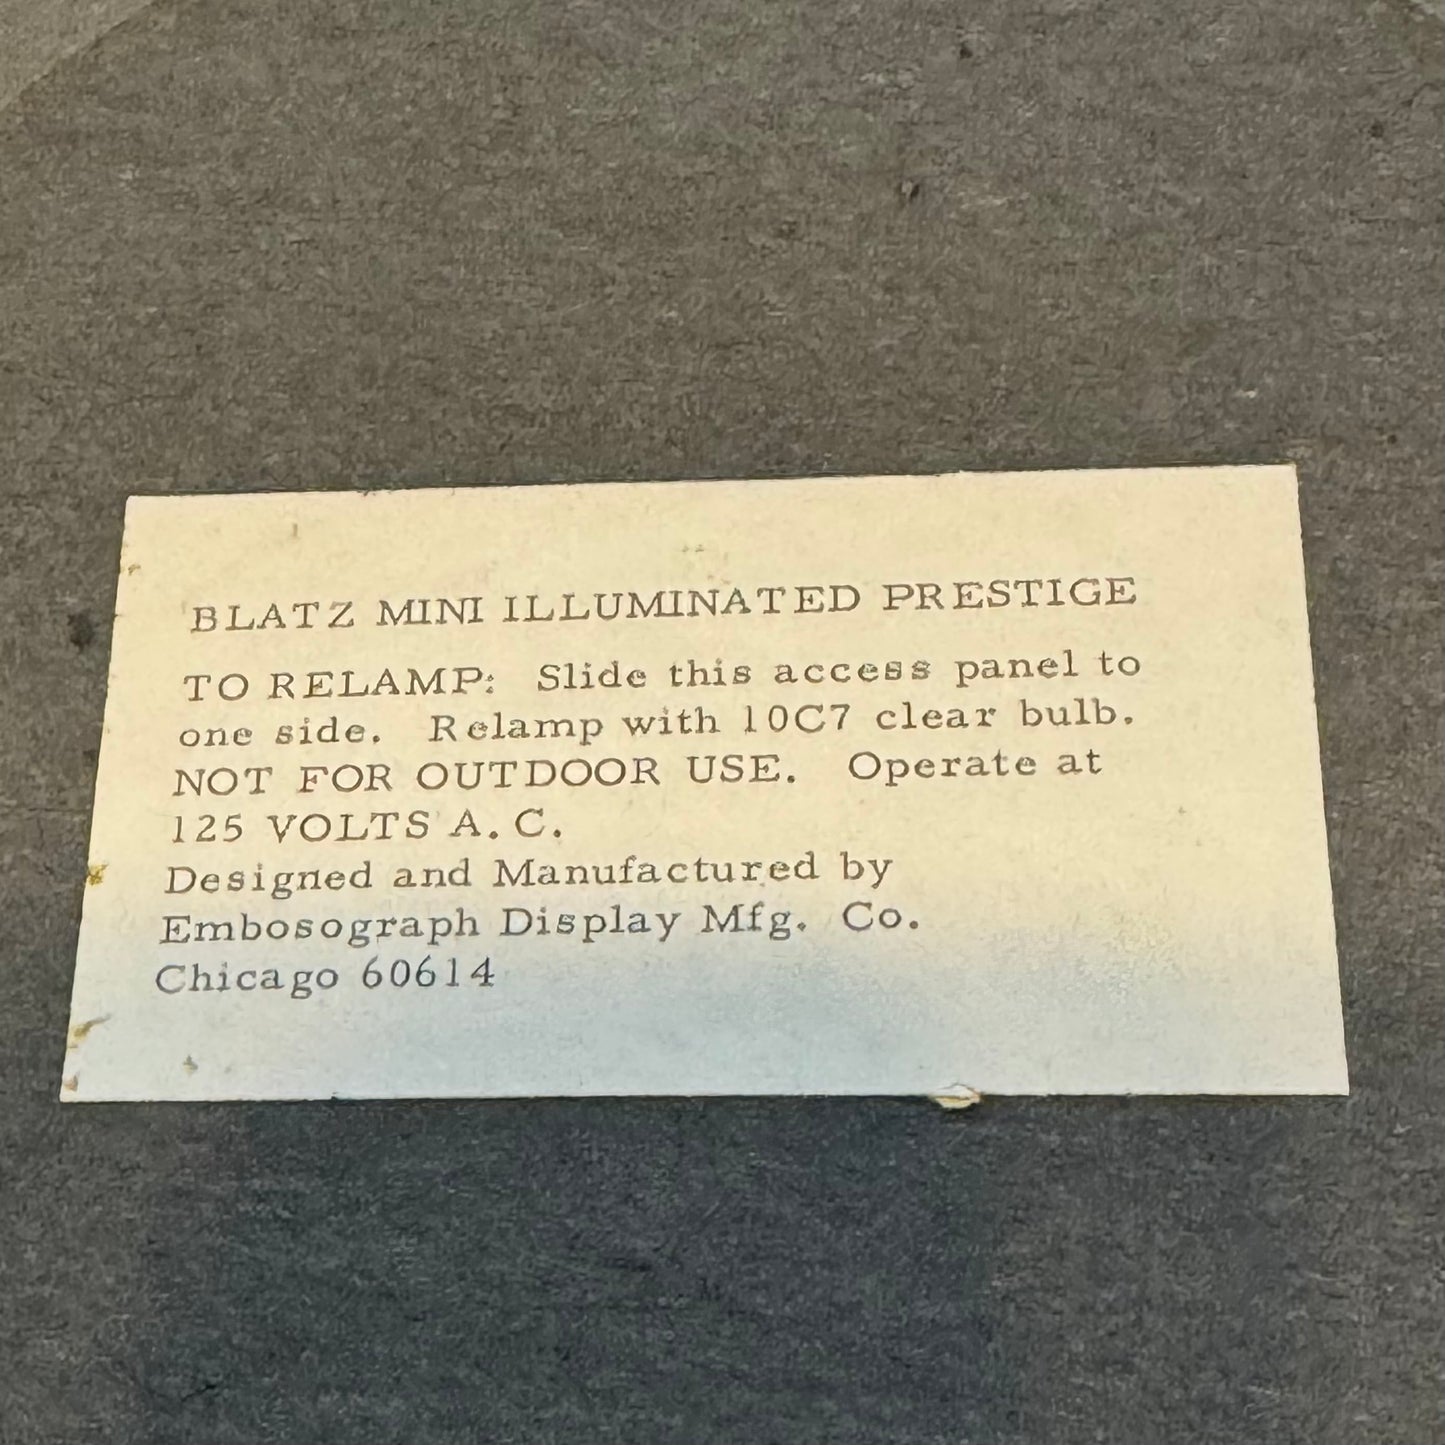 BLATZ MINI ILLUMINATED PRESTIGE
TO RELAMP: Slide this access panel to
one side. Relamp with 10C7 clear bulb.
NOT FOR OUTDOOR USE. Operate at
125 VOLTS A.C.
Designed and Manufactured by
Embosograph Display Mfg. Co.
Chicago 60614